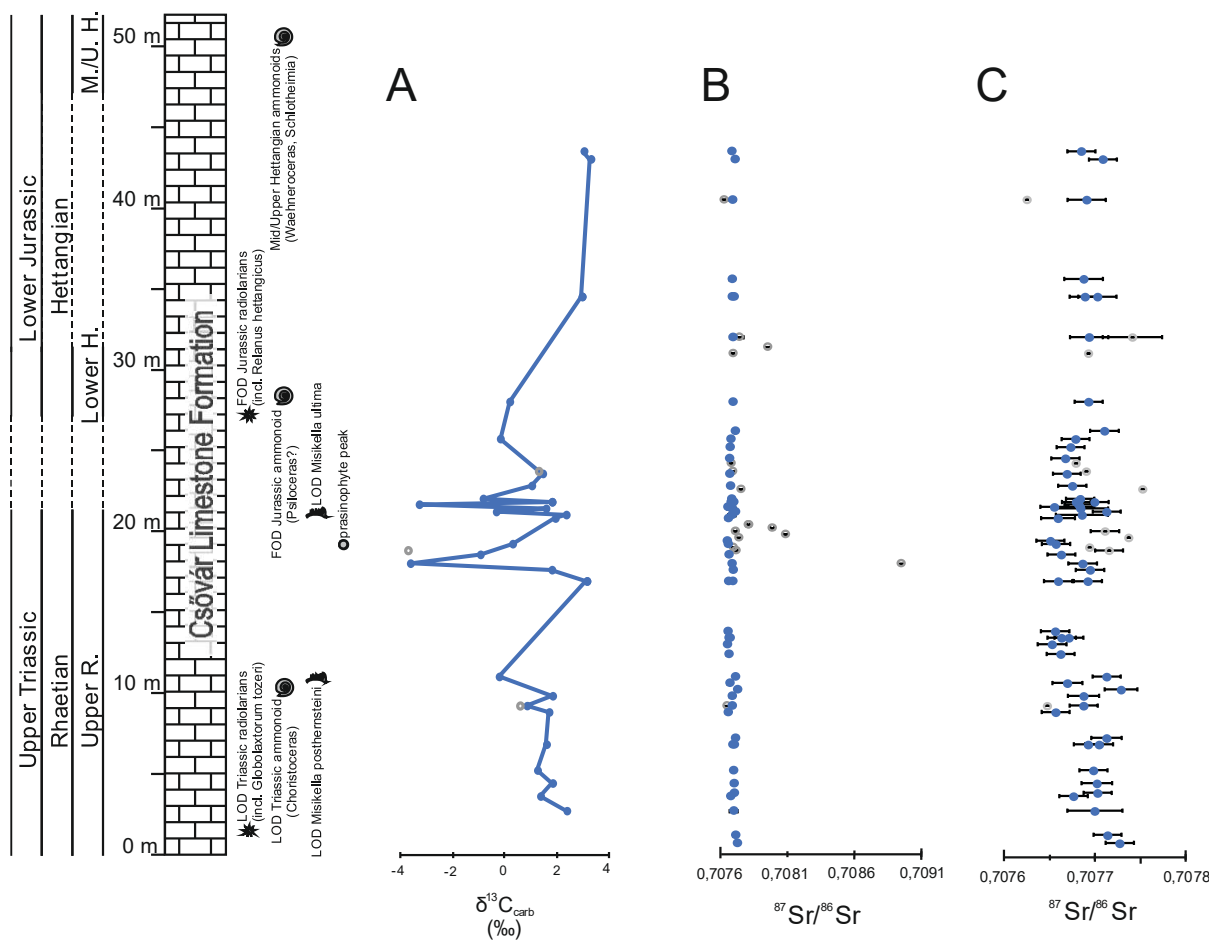 A
B
C
M./U. H.
Lower Jurassic
Hettangian
Lower H.
Upper Triassic
Rhaetian
Upper R.
50 m
40 m
30 m
20 m
10 m
0 m
Csővár Limestone Formation
Mid/Upper Hettangian ammonoids
(Waehneroceras, Schlotheimia)
FOD Jurassic radiolarians
(incl. Relanus hettangicus)
FOD Jurassic ammonoid
(Psiloceras?)
LOD Misikella ultima
prasinophyte peak
LOD Triassic radiolarians
(incl. Globolaxtorum tozeri)
LOD Triassic ammonoid
(Choristoceras)
LOD Misikella posthernsteini
-4 -2 0 2 4
δ13Ccarb
(‰)
0,7076 0,7081 0,7086 0,7091
87Sr/86Sr
0,7076 0,7077 0,7078
87Sr/86Sr